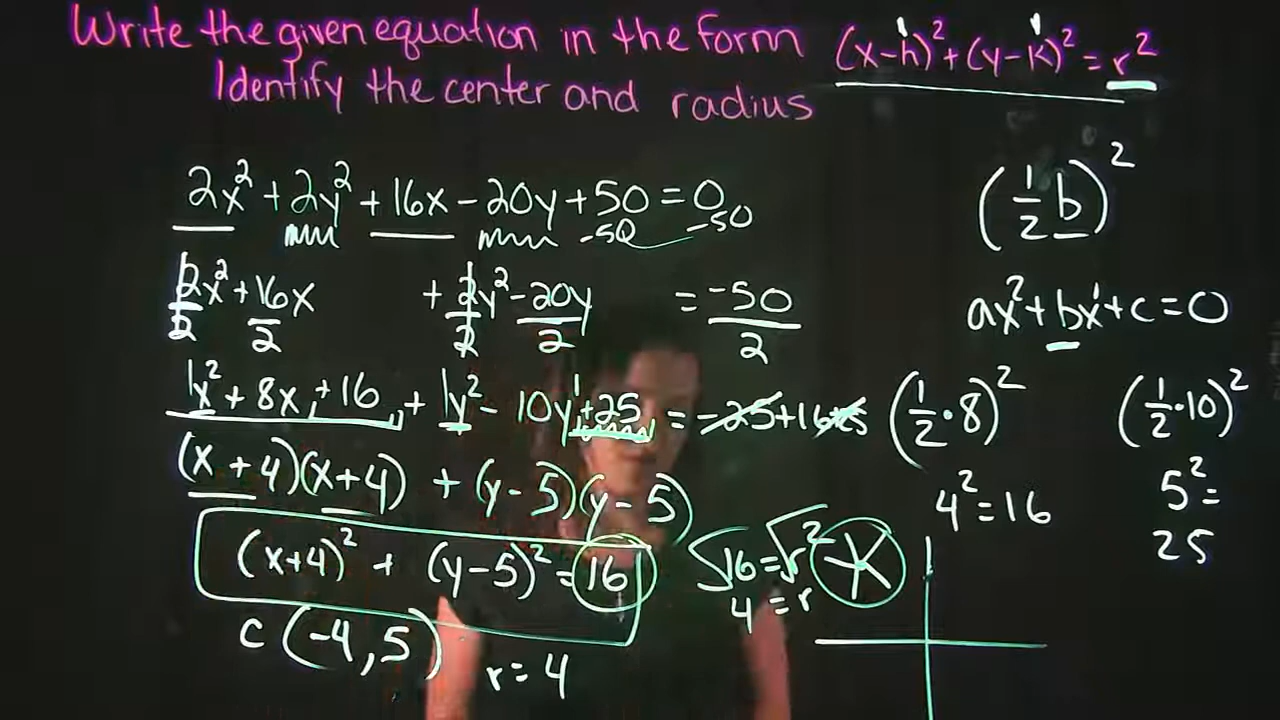 Write the given equation in the form (x-h)²+(y-k)²=r²
Identify the center and radius
2x²+2y²+16x-20y+50=0
-50 -50
2x²+16x +2y²-20y =-50
2 2 2 2 2
1x²+8x+16 + 1y²-10y+25 = -25+16+25
(x+4)(x+4) + (y-5)(y-5)
(x+4)² + (y-5)²=16
c(-4,5) r=4
√16=√r²
4=r
(1/2 b)²
ax²+bx¹+c=0
(1/2·8)²
4²=16
(1/2·10)²
5²=
25